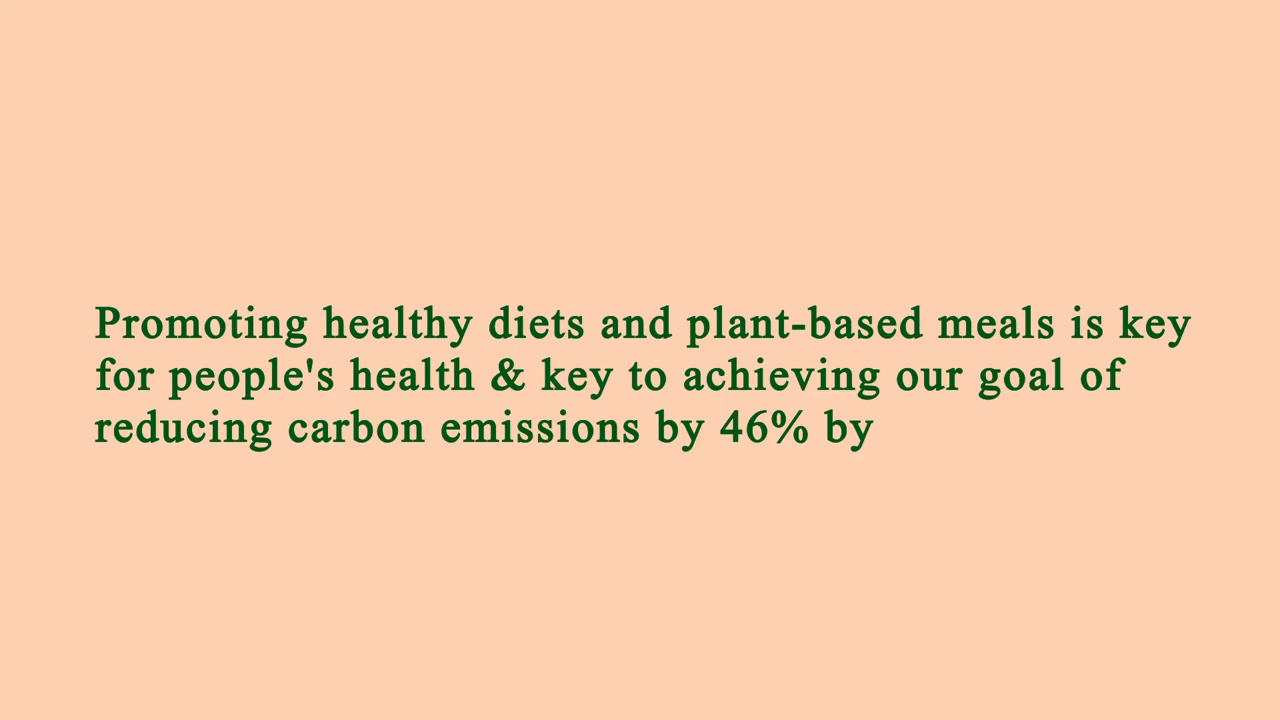 Promoting healthy diets and plant-based meals is key
for people's health & key to achieving our goal of
reducing carbon emissions by 46% by